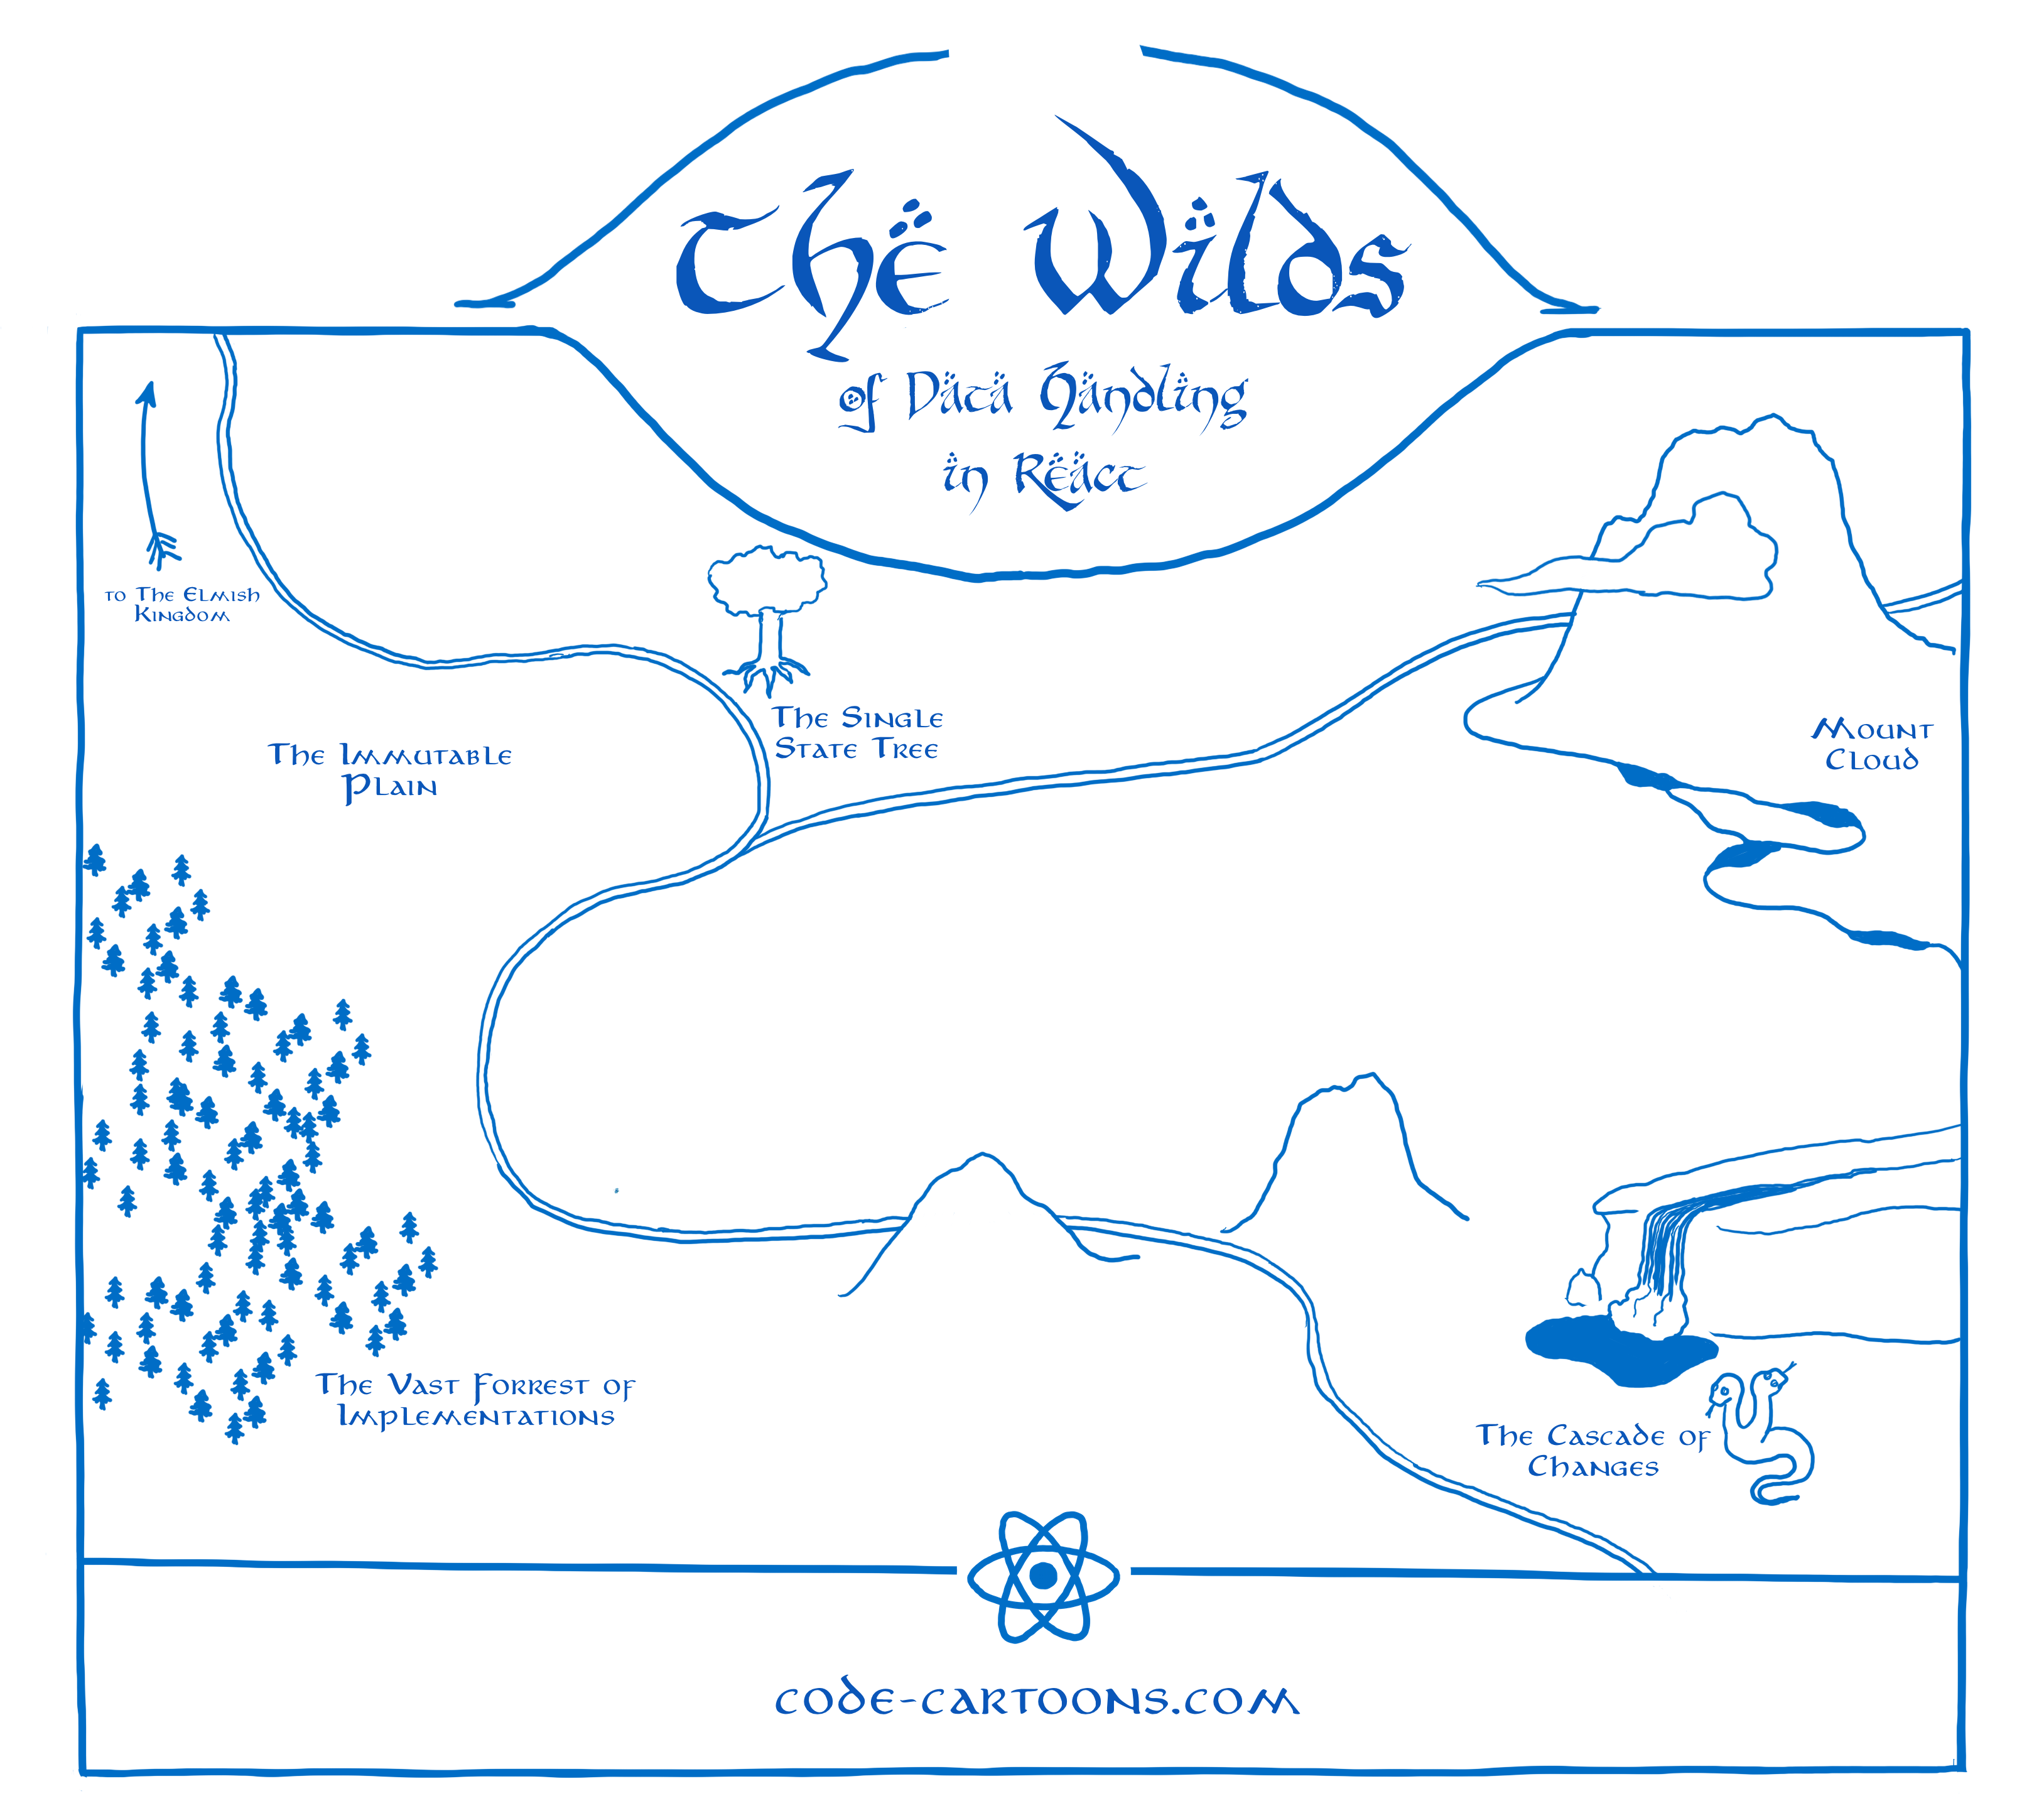 The Wilds
of Data Handling
in React
to The Elmish
Kingdom
The Single
State Tree
The Immutable
Plain
Mount
Cloud
The Vast Forrest of
Implementations
The Cascade of
Changes
code-cartoons.com